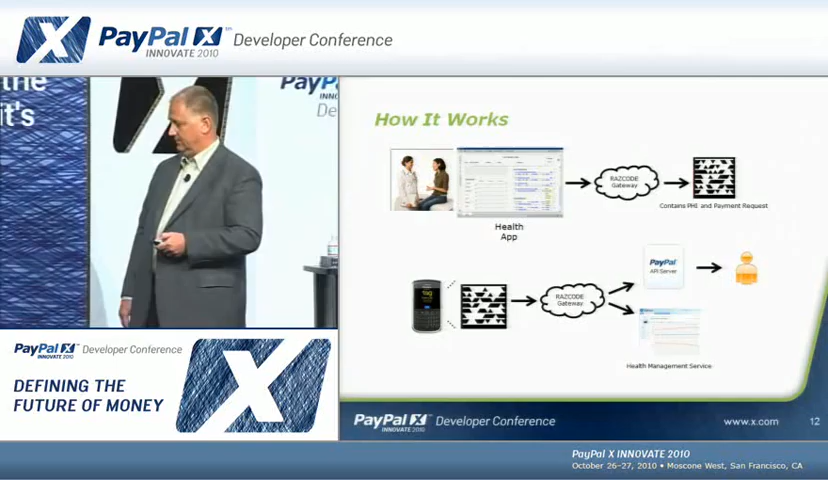 PayPal X Developer Conference
INNOVATE 2010
the
it's
PayP
INN
De
How It Works
RAZCODE
Gateway
Contains PHI and Payment Request
Health
App
PayPal
API Server
RAZCODE
Gateway
Health Management Service
PayPal X Developer Conference
INNOVATE 2010
DEFINING THE
FUTURE OF MONEY
X
PayPal X Developer Conference
INNOVATE 2010
www.x.com
12
PayPal X INNOVATE 2010
October 26-27, 2010 • Moscone West, San Francisco, CA